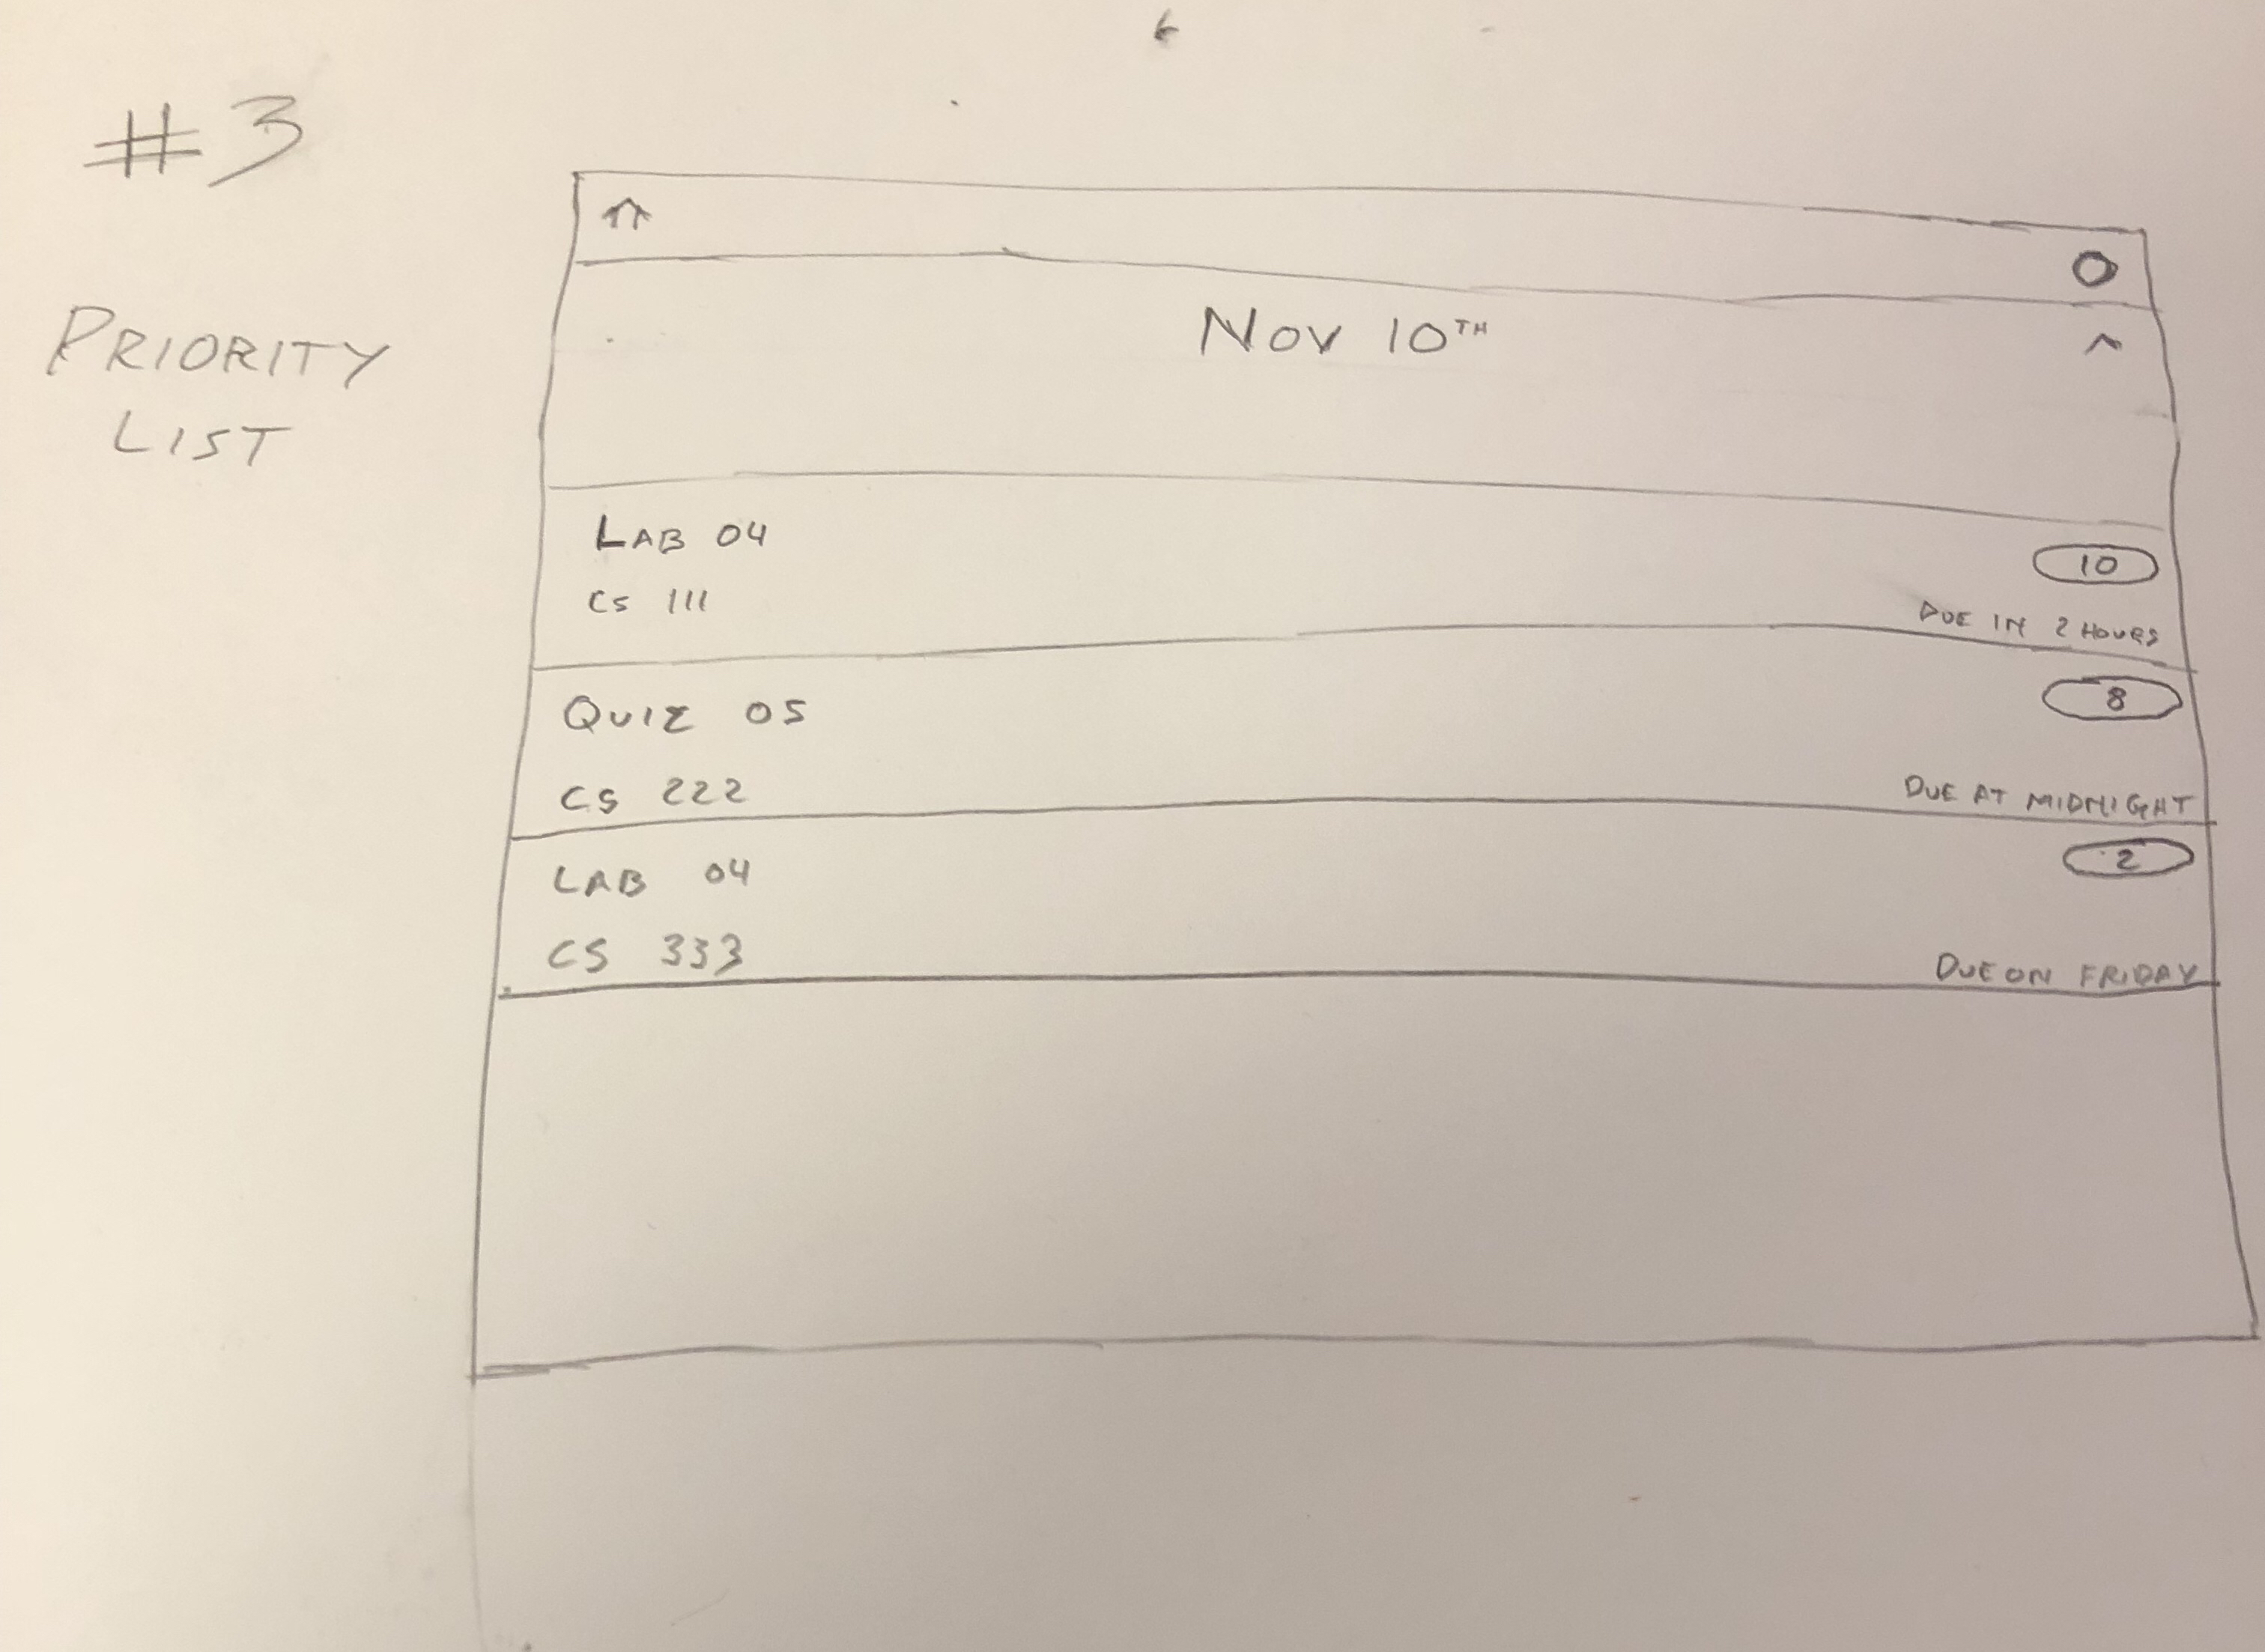 #3
PRIORITY
LIST
NOV 10TH
LAB 04
10
CS 111
DUE IN 2 HOURS
QUIZ 05
8
CS 222
DUE AT MIDNIGHT
LAB 04
2
CS 333
DUE ON FRIDAY